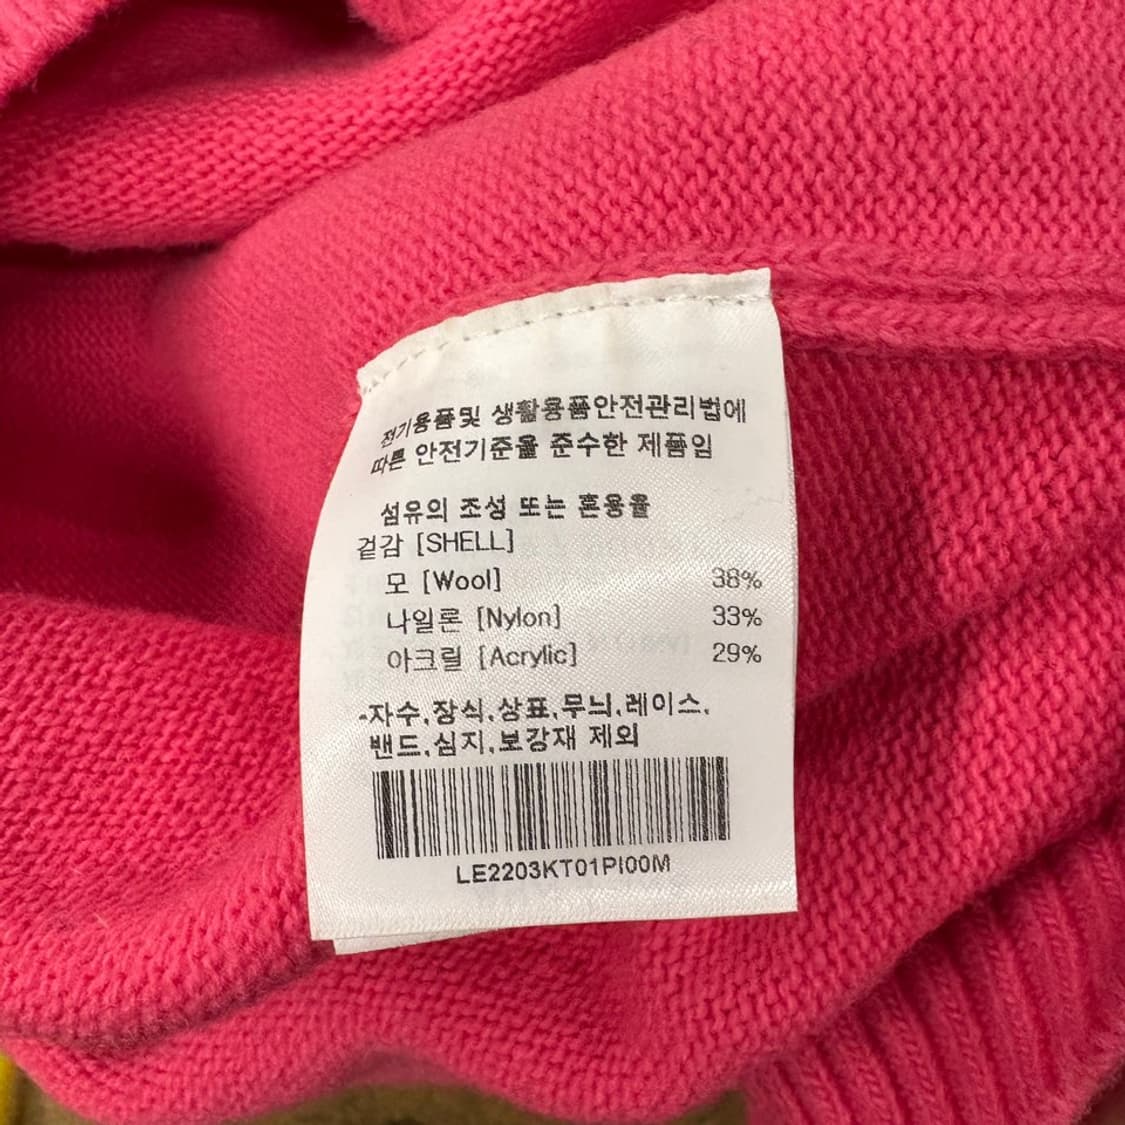 전기용품및 생활용품안전관리법에
따른 안전기준을 준수한 제품임
섬유의 조성 또는 혼용율
겉감 [SHELL]
모 [Wool] 38%
나일론 [Nylon] 33%
아크릴 [Acrylic] 29%
-자수,장식,상표,무늬,레이스,
밴드,심지,보강재 제외
LE2203KT01PI00M